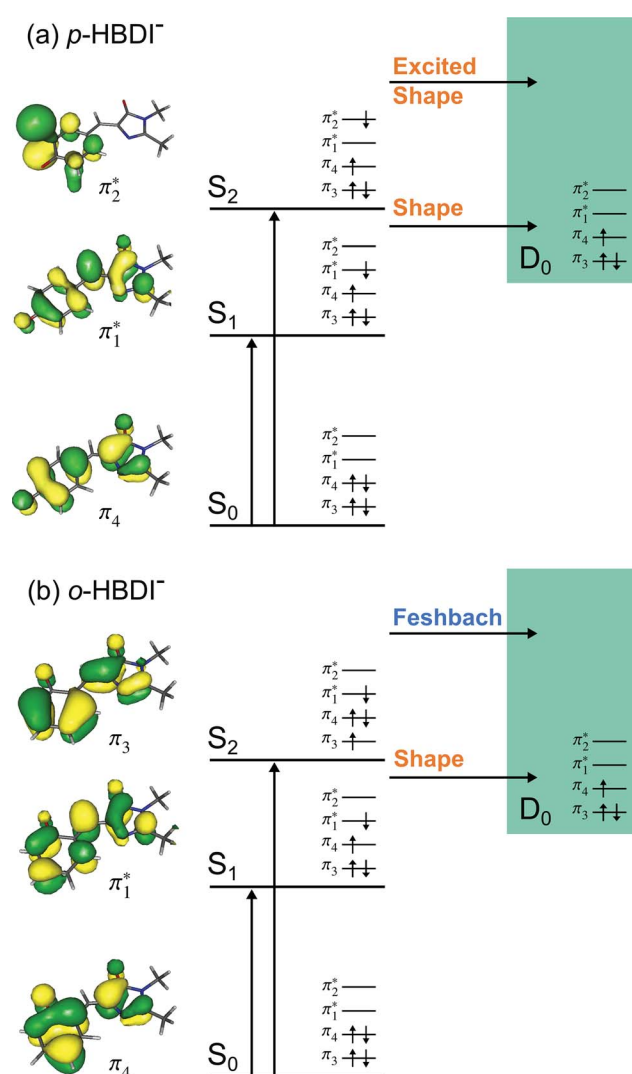 (a) p-HBDI⁻
Excited
Shape
π₂*
π₁*
π₄
π₃
S₂
π₂*
Shape
π₂*
π₁*
π₄
π₃
D₀
π₂*
π₁*
π₄
π₃
S₁
π₁*
π₂*
π₁*
π₄
π₃
S₀
π₄
(b) o-HBDI⁻
Feshbach
π₂*
π₁*
π₄
π₃
S₂
π₃
Shape
π₂*
π₁*
π₄
π₃
D₀
π₂*
π₁*
π₄
π₃
S₁
π₁*
π₂*
π₁*
π₄
π₃
S₀
π₄